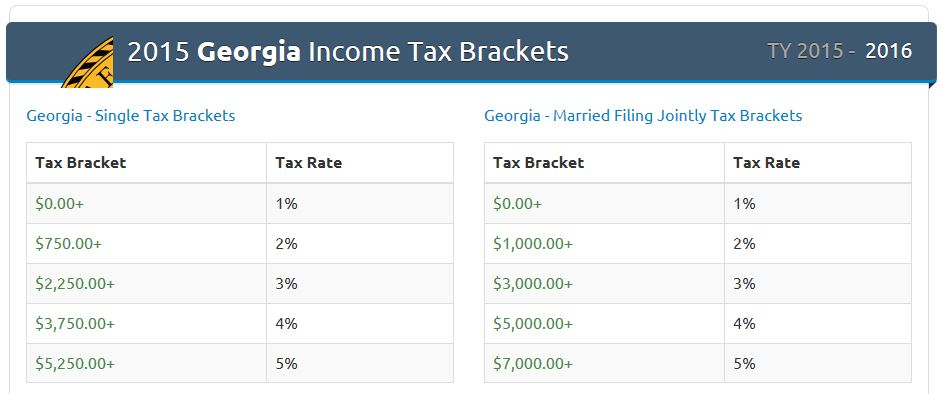 2015 Georgia Income Tax Brackets TY 2015 - 2016
Georgia - Single Tax Brackets
Tax Bracket Tax Rate
$0.00+ 1%
$750.00+ 2%
$2,250.00+ 3%
$3,750.00+ 4%
$5,250.00+ 5%
Georgia - Married Filing Jointly Tax Brackets
Tax Bracket Tax Rate
$0.00+ 1%
$1,000.00+ 2%
$3,000.00+ 3%
$5,000.00+ 4%
$7,000.00+ 5%